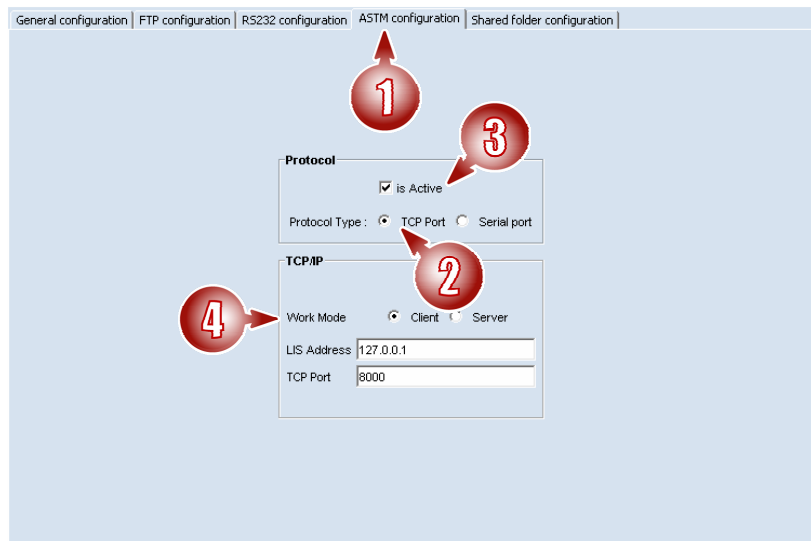 General configuration FTP configuration RS232 configuration ASTM configuration Shared folder configuration
1
3
Protocol
is Active
Protocol Type : TCP Port Serial port
2
TCP/IP
4
Work Mode Client Server
LIS Address 127.0.0.1
TCP Port 8000